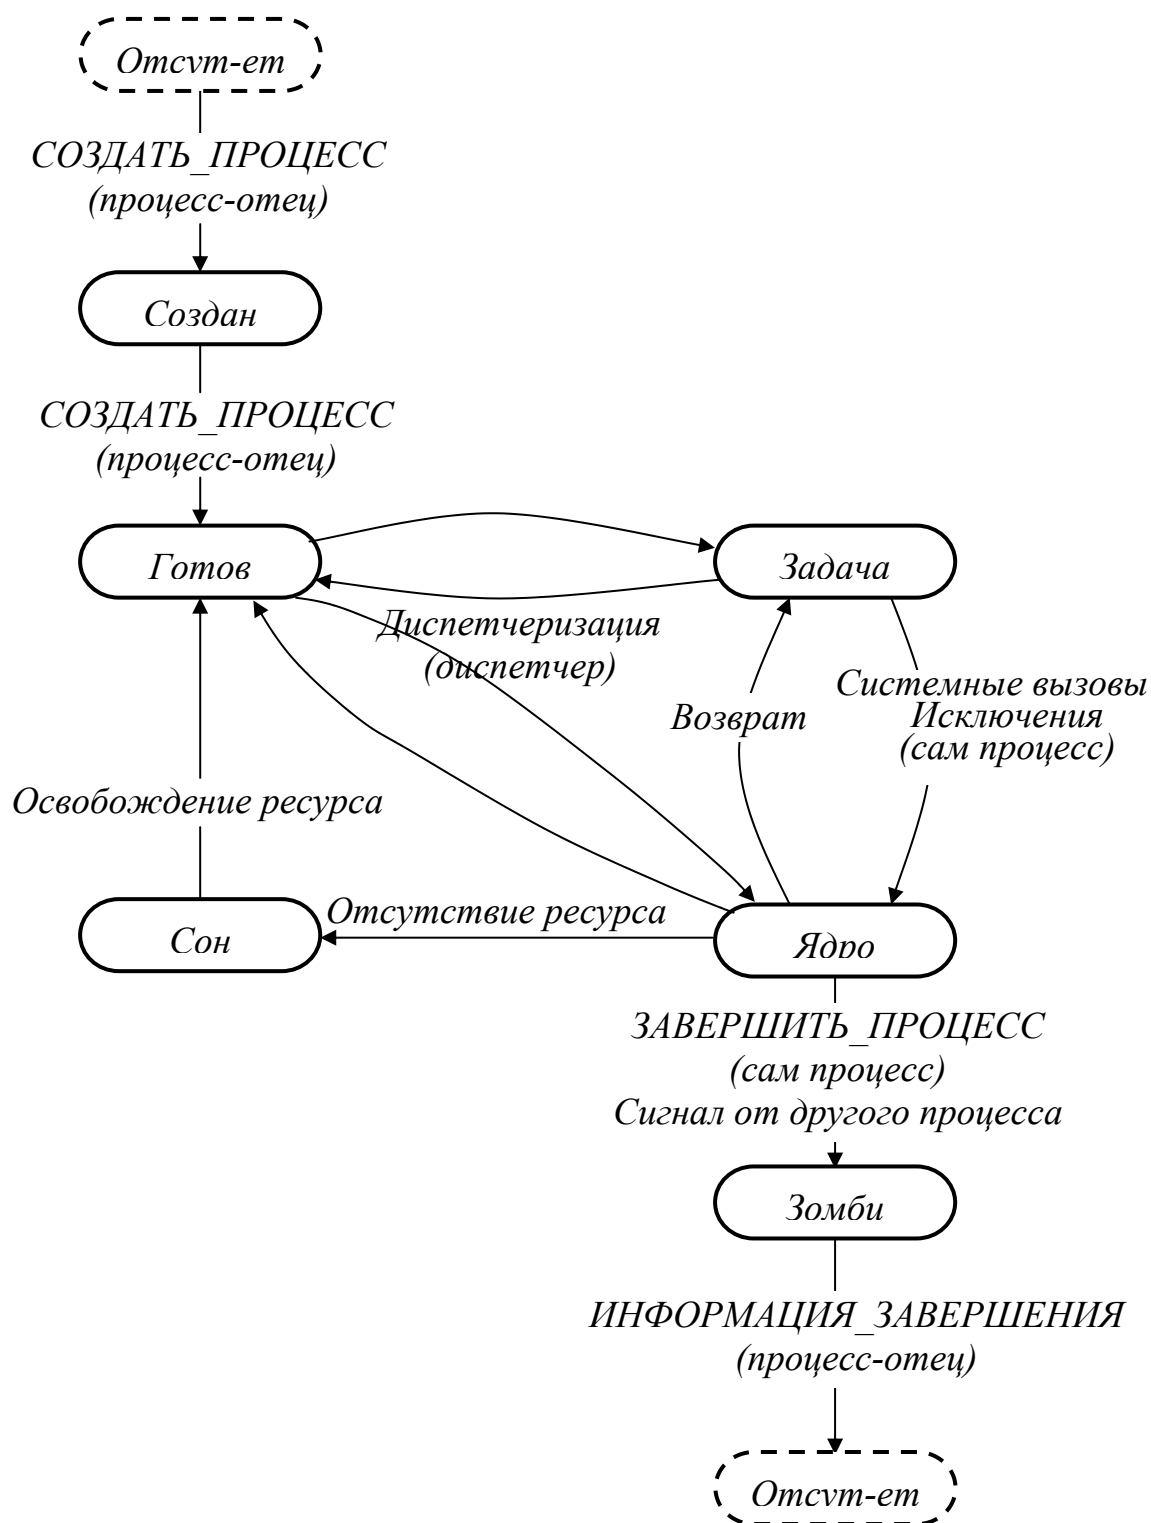 Отсут-ет
СОЗДАТЬ_ПРОЦЕСС
(процесс-отец)
Создан
СОЗДАТЬ_ПРОЦЕСС
(процесс-отец)
Готов
Задача
Диспетчеризация
(диспетчер)
Системные вызовы
Исключения
(сам процесс)
Возврат
Освобождение ресурса
Отсутствие ресурса
Сон
Ядро
ЗАВЕРШИТЬ_ПРОЦЕСС
(сам процесс)
Сигнал от другого процесса
Зомби
ИНФОРМАЦИЯ_ЗАВЕРШЕНИЯ
(процесс-отец)
Отсут-ет